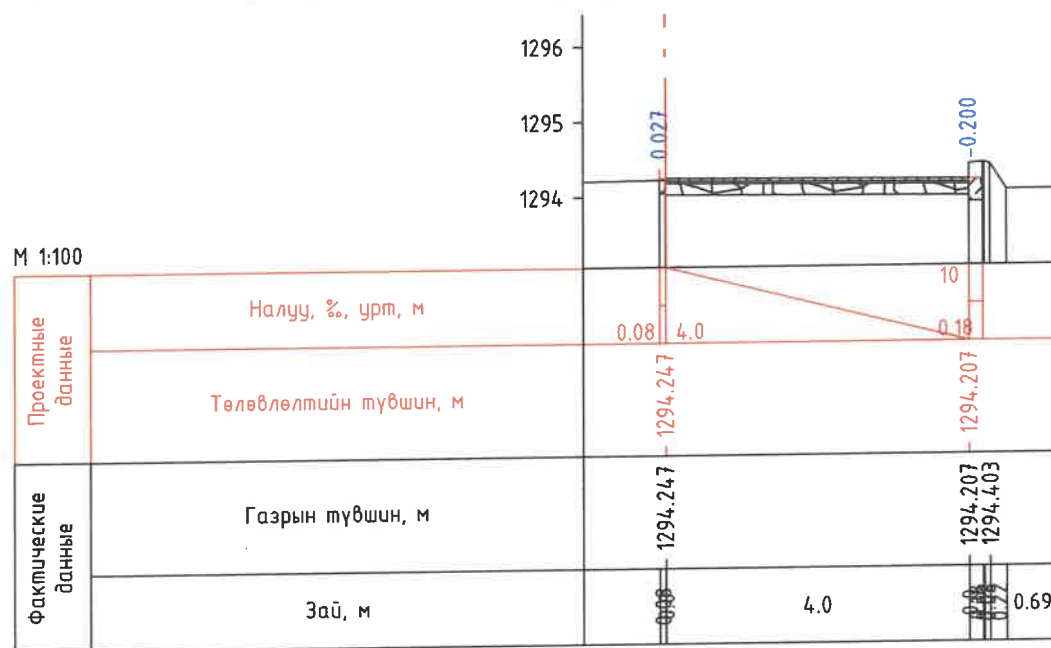 1296
1295
1294
0.027
-0.200
М 1:100
Проектные
данные
Налуу, ‰, урт, м
0.08
4.0
10
0.18
Төлөвлөлтийн түвшин, м
1294.247
1294.207
Фактические
данные
Газрын түвшин, м
1294.247
1294.207
1294.403
Зай, м
0.08
4.0
0.69